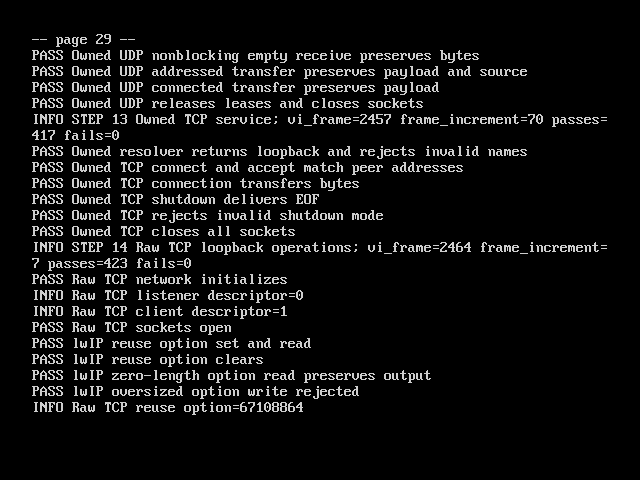 -- page 29 --
PASS Owned UDP nonblocking empty receive preserves bytes
PASS Owned UDP addressed transfer preserves payload and source
PASS Owned UDP connected transfer preserves payload
PASS Owned UDP releases leases and closes sockets
INFO STEP 13 Owned TCP service; vi_frame=2457 frame_increment=70 passes=
417 fails=0
PASS Owned resolver returns loopback and rejects invalid names
PASS Owned TCP connect and accept match peer addresses
PASS Owned TCP connection transfers bytes
PASS Owned TCP shutdown delivers EOF
PASS Owned TCP rejects invalid shutdown mode
PASS Owned TCP closes all sockets
INFO STEP 14 Raw TCP loopback operations; vi_frame=2464 frame_increment=
7 passes=423 fails=0
PASS Raw TCP network initializes
INFO Raw TCP listener descriptor=0
INFO Raw TCP client descriptor=1
PASS Raw TCP sockets open
PASS lwIP reuse option set and read
PASS lwIP reuse option clears
PASS lwIP zero-length option read preserves output
PASS lwIP oversized option write rejected
INFO Raw TCP reuse option=67108864